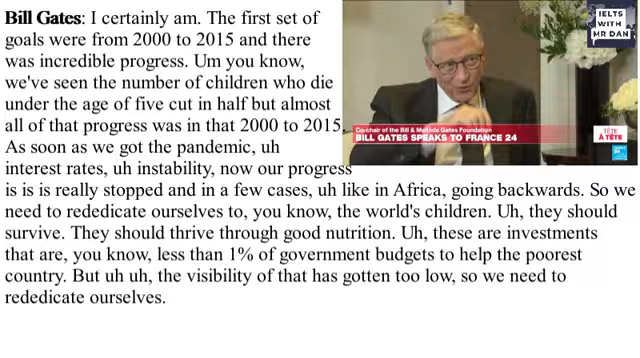 Bill Gates: I certainly am. The first set of
goals were from 2000 to 2015 and there
was incredible progress. Um you know,
we've seen the number of children who die
under the age of five cut in half but almost
all of that progress was in that 2000 to 2015.
As soon as we got the pandemic, uh
interest rates, uh instability, now our progress
is is is really stopped and in a few cases, uh like in Africa, going backwards. So we
need to rededicate ourselves to, you know, the world's children. Uh, they should
survive. They should thrive through good nutrition. Uh, these are investments
that are, you know, less than 1% of government budgets to help the poorest
country. But uh uh, the visibility of that has gotten too low, so we need to
rededicate ourselves.
IELTS
WITH
MR DAN
Co-chair of the Bill & Melinda Gates Foundation
BILL GATES SPEAKS TO FRANCE 24
TÊTE
À TÊTE
FRANCE
24